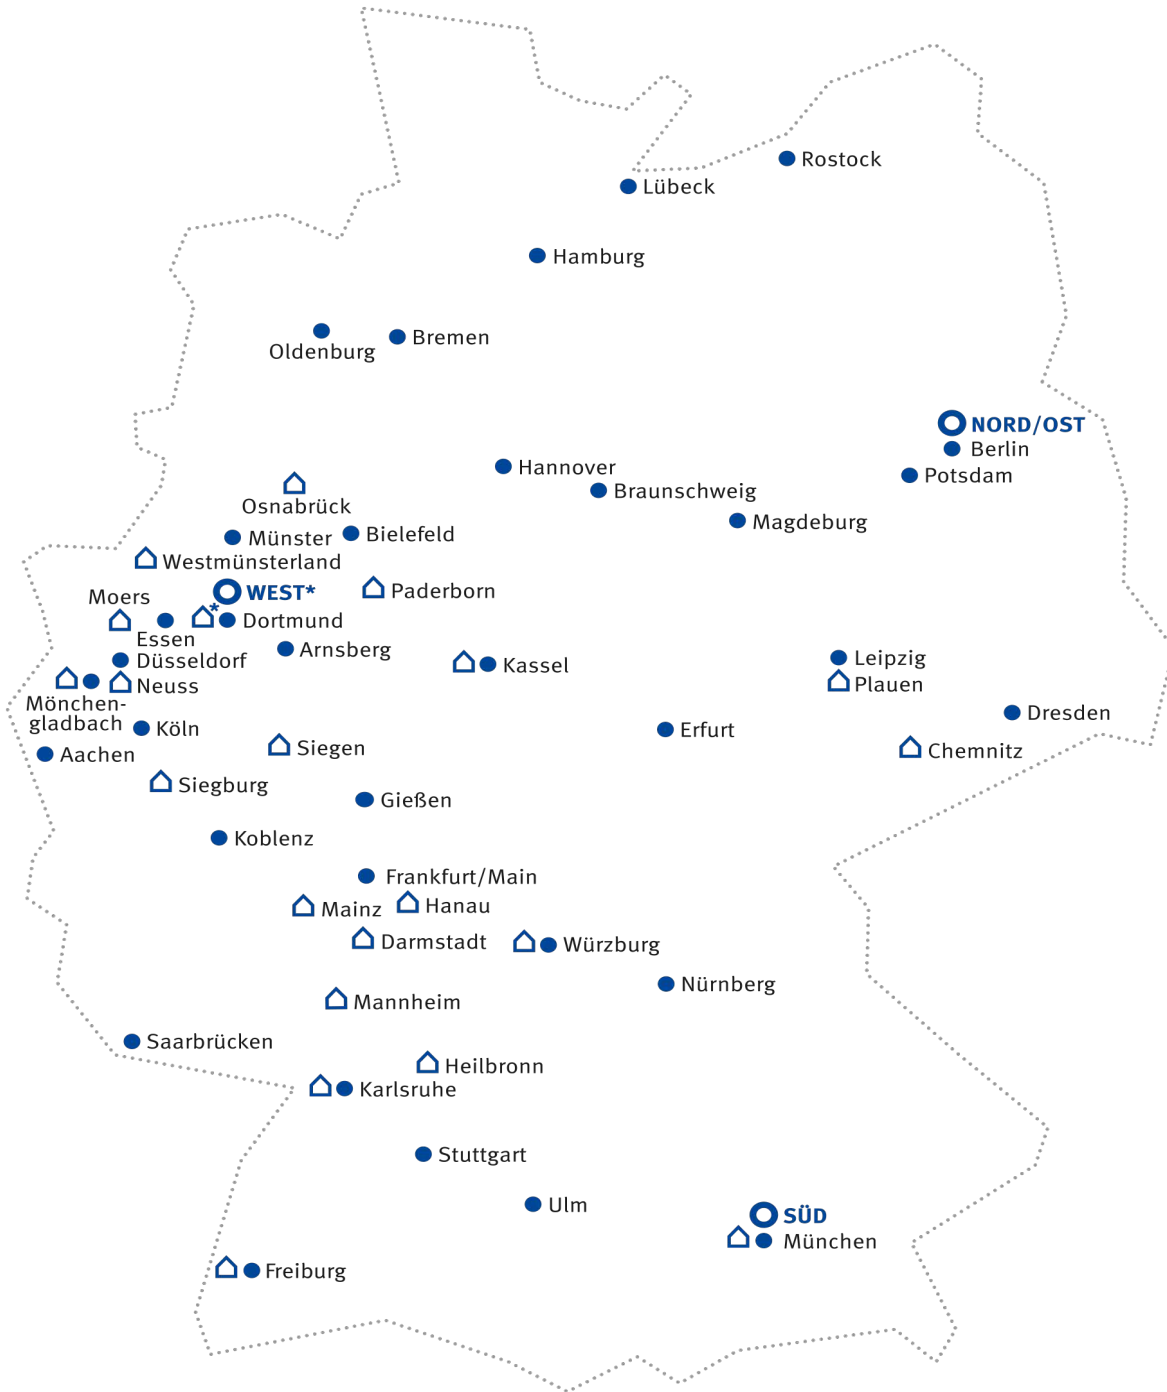 Rostock
Lübeck
Hamburg
Bremen
Oldenburg
NORD/OST
Berlin
Hannover
Potsdam
Braunschweig
Osnabrück
Magdeburg
Bielefeld
Münster
Westmünsterland
Paderborn
WEST*
Moers
*
Dortmund
Essen
Arnsberg
Düsseldorf
Leipzig
Kassel
Neuss
Plauen
Mönchen-
gladbach
Dresden
Köln
Erfurt
Siegen
Chemnitz
Aachen
Siegburg
Gießen
Koblenz
Frankfurt/Main
Hanau
Mainz
Darmstadt
Würzburg
Nürnberg
Mannheim
Saarbrücken
Heilbronn
Karlsruhe
Stuttgart
Ulm
SÜD
München
Freiburg